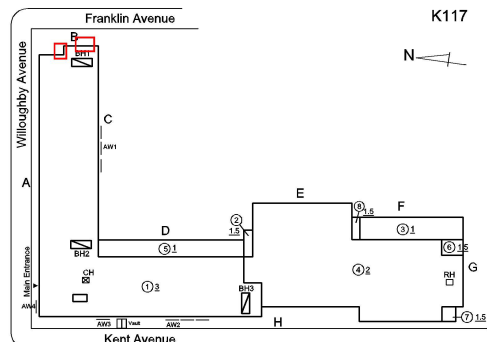 Franklin Avenue
K117
Willoughby Avenue
B
BH1
N
C
AW1
A
E
F
8
1.5
2
1.5
3 1
D
5 1
6 1.5
G
BH2
4 2
CH
RH
Main Entrance
1 3
BH3
AW4
7 1.5
AW3
Vault
AW2
H
Kent Avenue